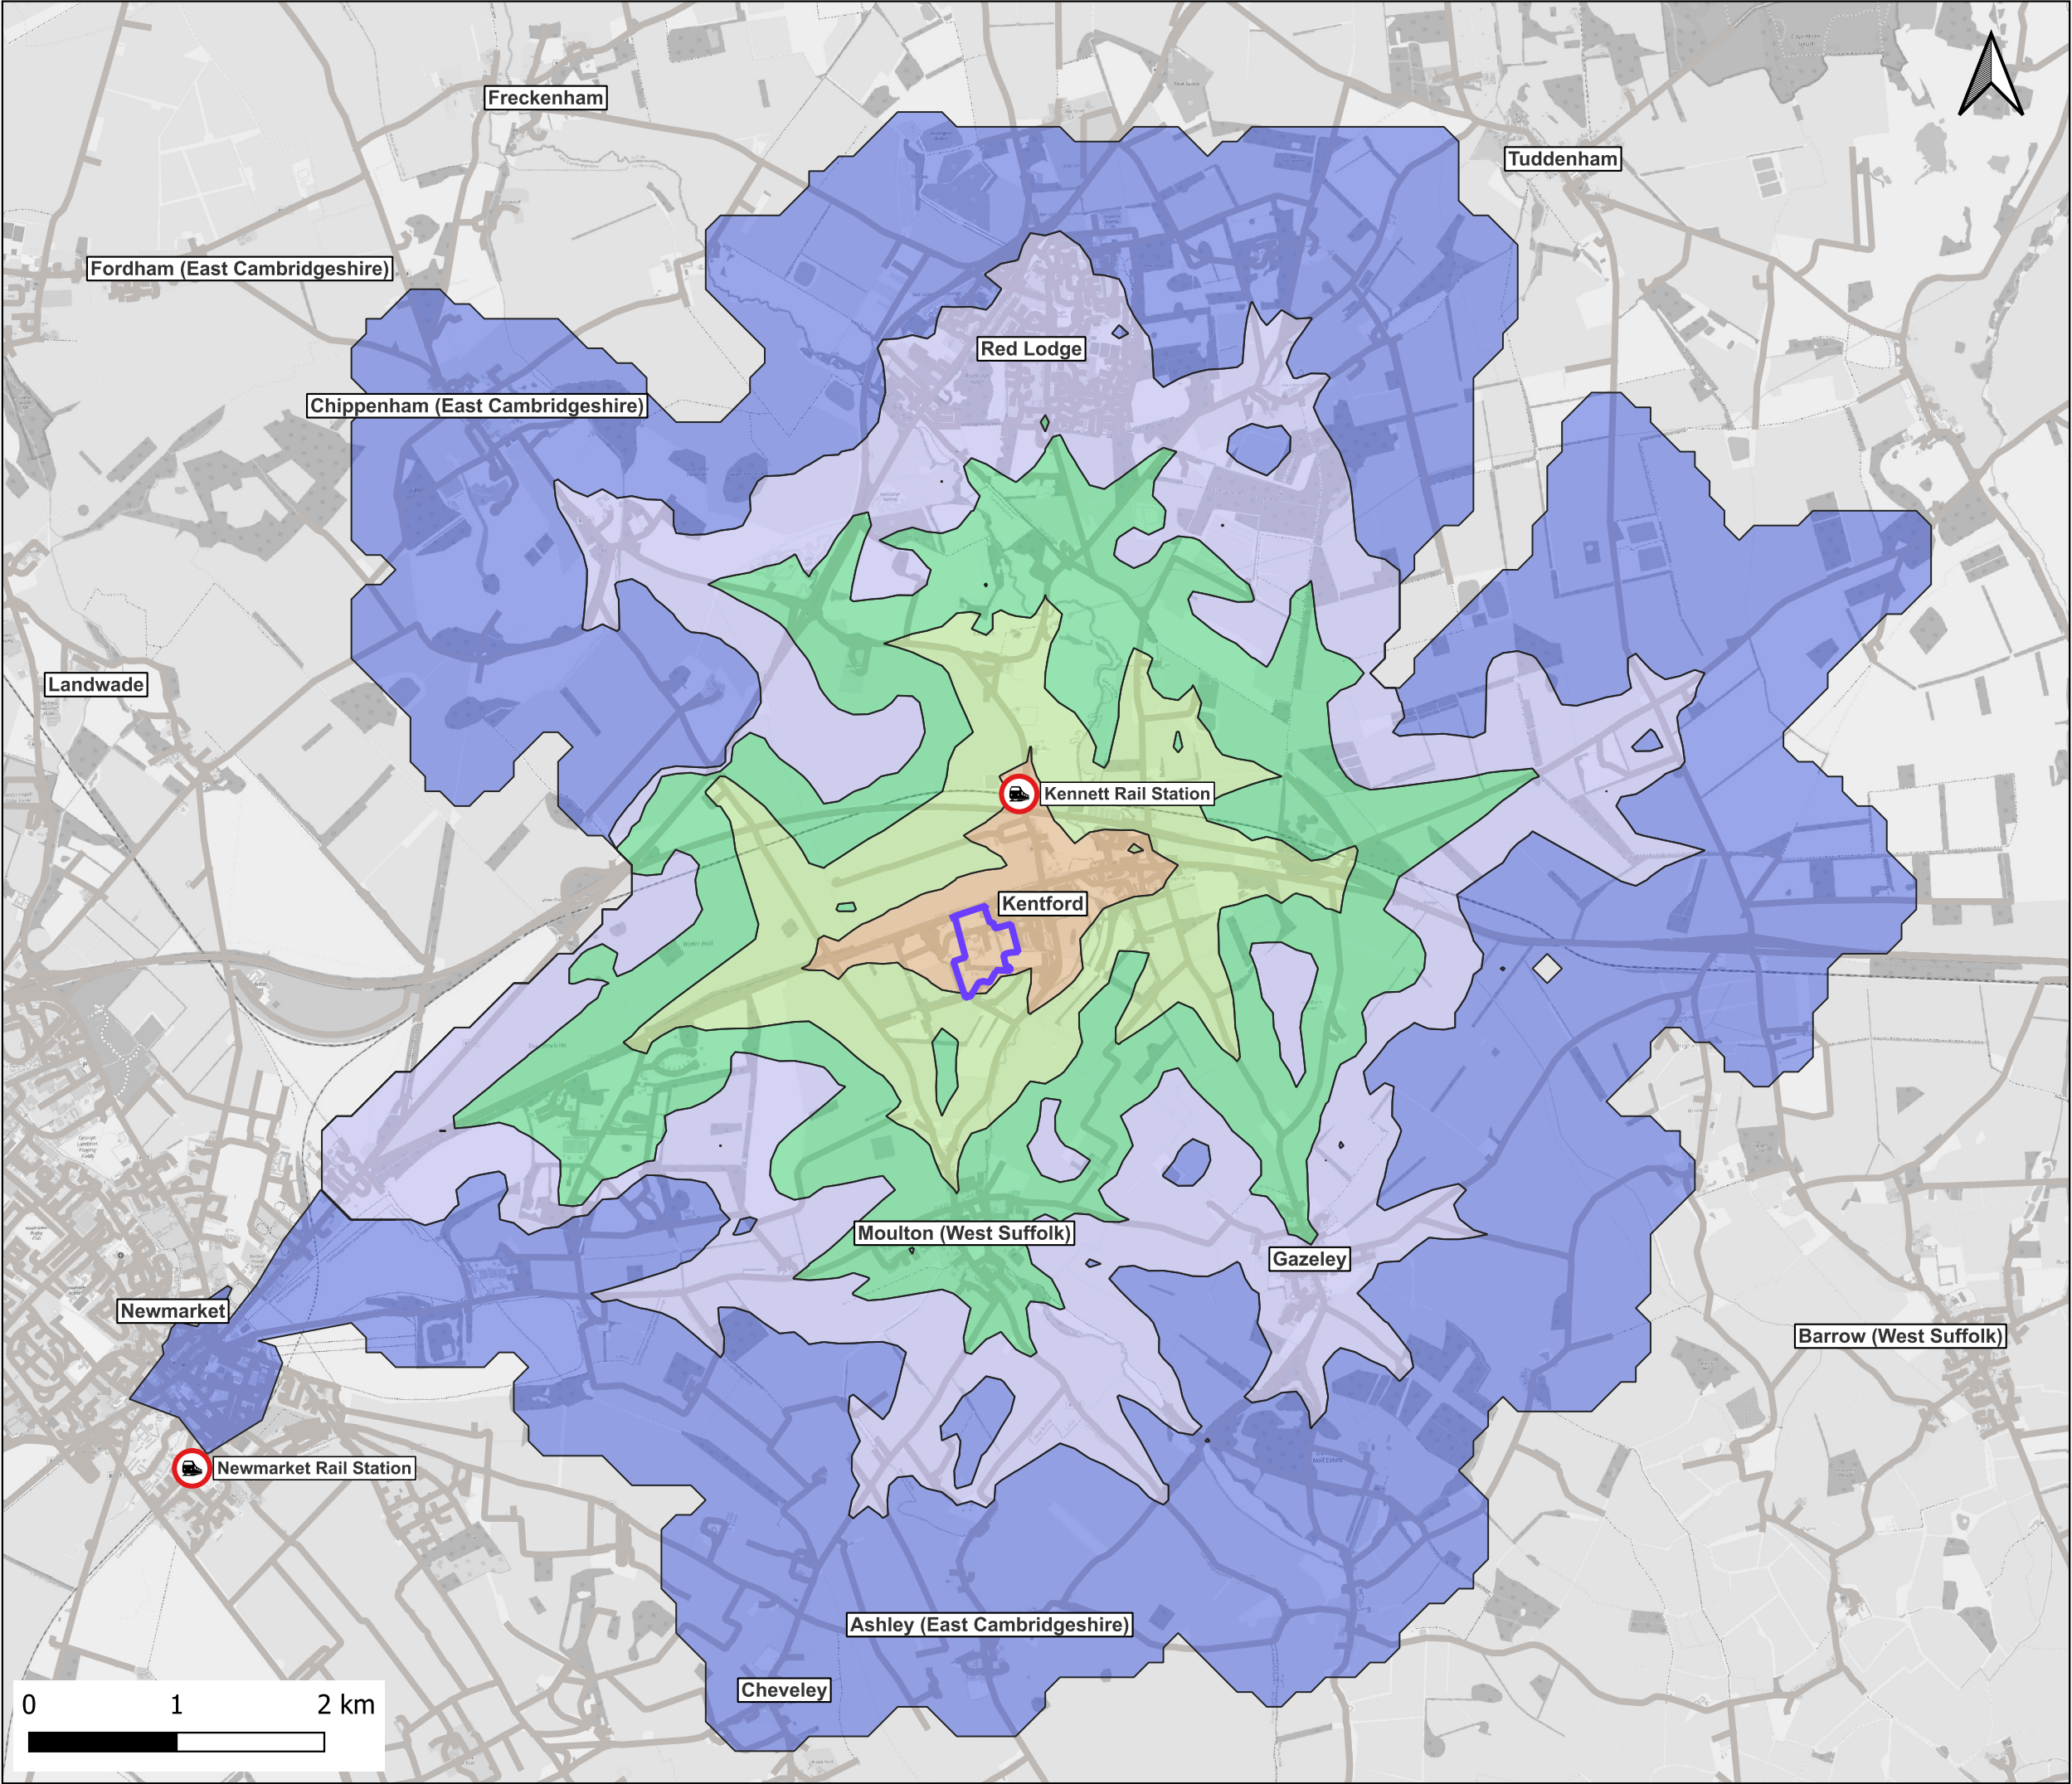 Freckenham
Tuddenham
Fordham (East Cambridgeshire)
Red Lodge
Chippenham (East Cambridgeshire)
Landwade
Kennett Rail Station
Kentford
Moulton (West Suffolk)
Gazeley
Newmarket
Barrow (West Suffolk)
Newmarket Rail Station
Ashley (East Cambridgeshire)
Cheveley
0 1 2 km